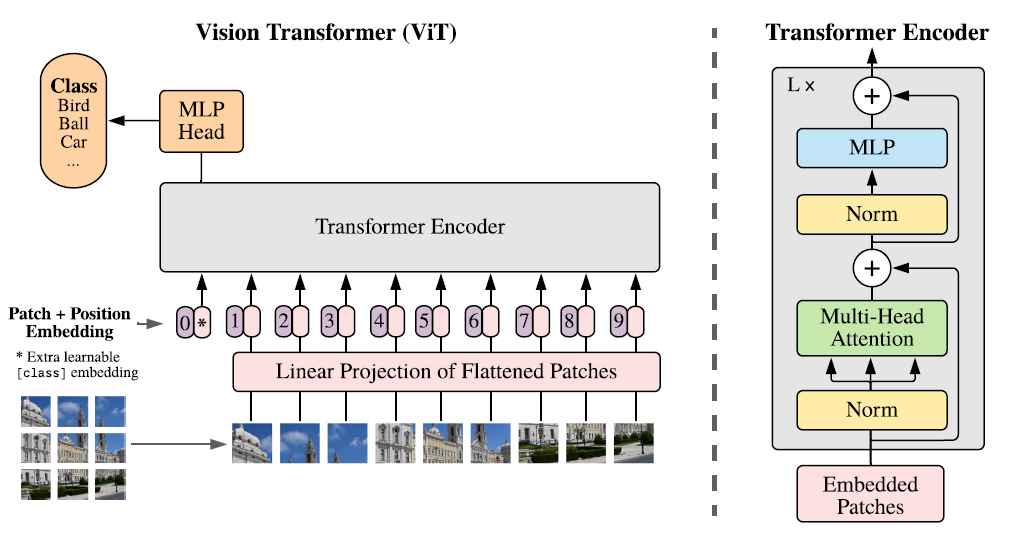 Vision Transformer (ViT)
Class
Bird
Ball
Car
...
MLP
Head
Transformer Encoder
Patch + Position
Embedding
* Extra learnable
[class] embedding
0 * 1 2 3 4 5 6 7 8 9
Linear Projection of Flattened Patches
Transformer Encoder
L ×
+
MLP
Norm
+
Multi-Head
Attention
Norm
Embedded
Patches